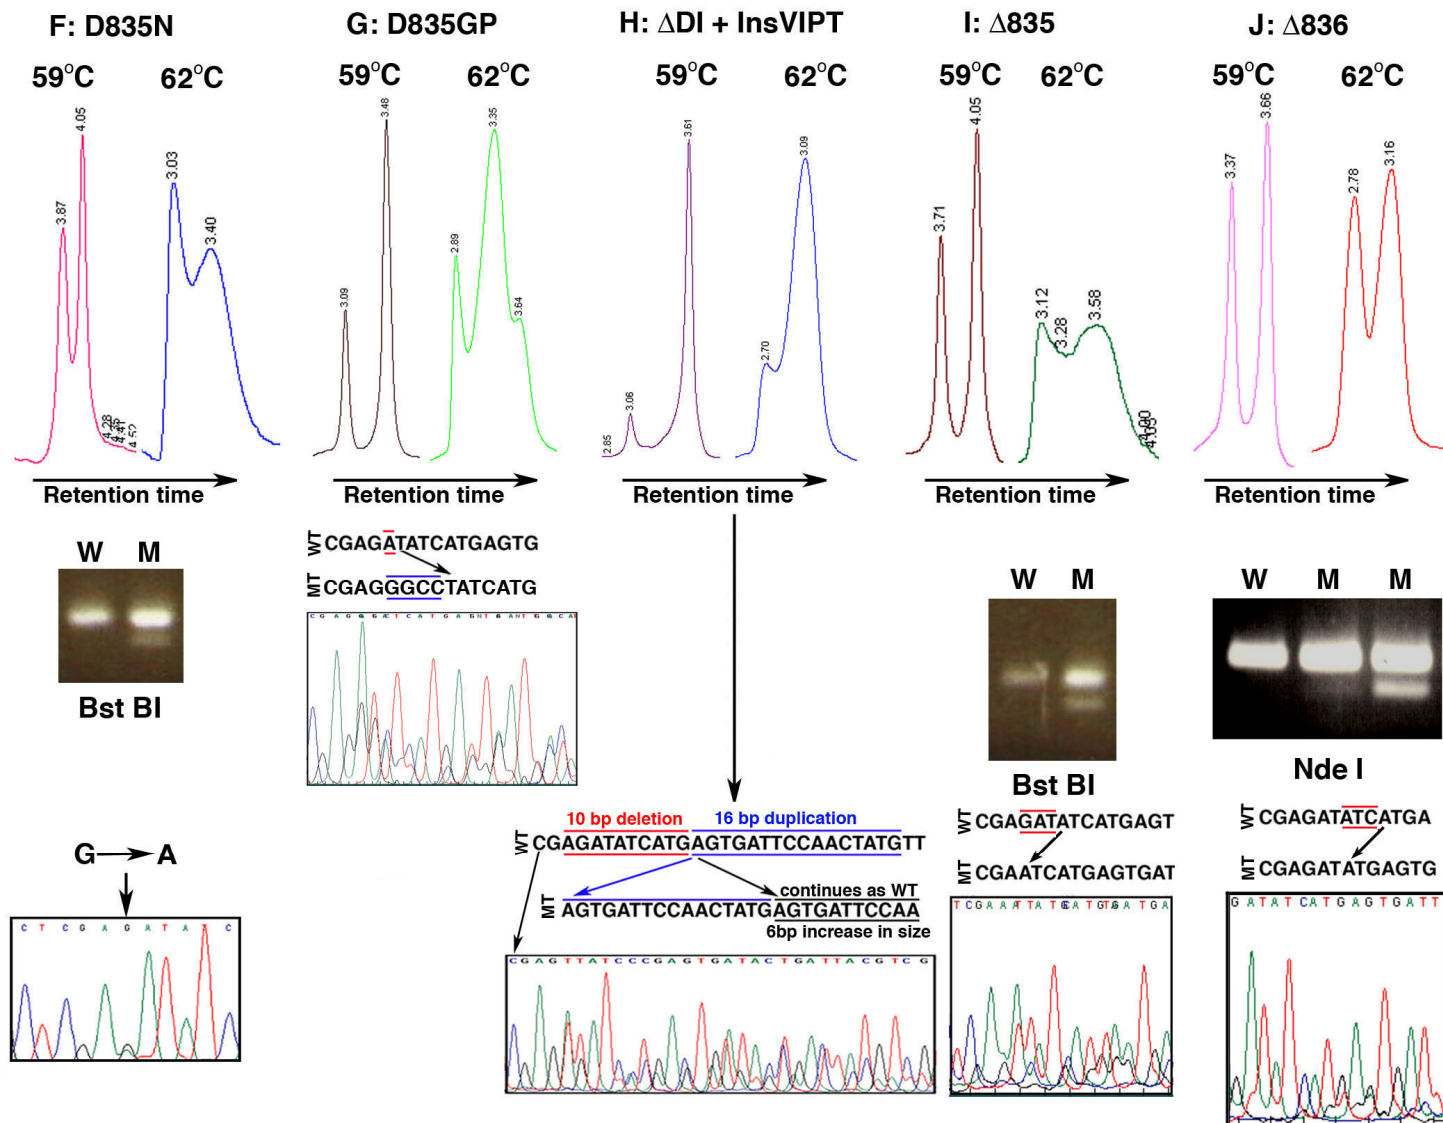 F: D835N
G: D835GP
H: ΔDI + InsVIPT
I: Δ835
J: Δ836
59°C 62°C
59°C 62°C
59°C 62°C
59°C 62°C
59°C 62°C
3.87 4.05 4.28 4.41 4.52
3.03 3.40
3.09 3.48
2.89 3.35 3.64
2.85 3.06 3.61
2.70 3.09
3.71 4.05
3.12 3.28 3.58
3.37 3.66
2.78 3.16
Retention time
Retention time
Retention time
Retention time
Retention time
W M
Bst BI
G A
C T C G A G A T A T C
WT CGAGATATCATGAGTG
MT CGAGGGCCTATCATG
10 bp deletion 16 bp duplication
WT CGAGATATCATGAGTGATTCCAACTATGTT
continues as WT
MT AGTGATTCCAACTATGAGTGATTCCAA
6bp increase in size
C G A G T T A T C C C G A G T G A T A C T G A T T A C G T C G
W M
Bst BI
WT CGAGATATCATGAGT
MT CGAATCATGAGTGAT
W M M
Nde I
WT CGAGATATCATGA
MT CGAGATATGAGTG
G A T A T C A T G A G T G A T T